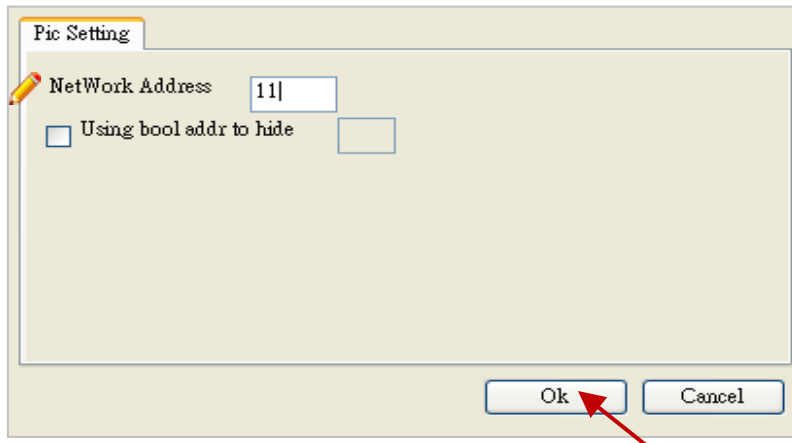 Pic Setting
NetWork Address 11
Using bool addr to hide
Ok Cancel